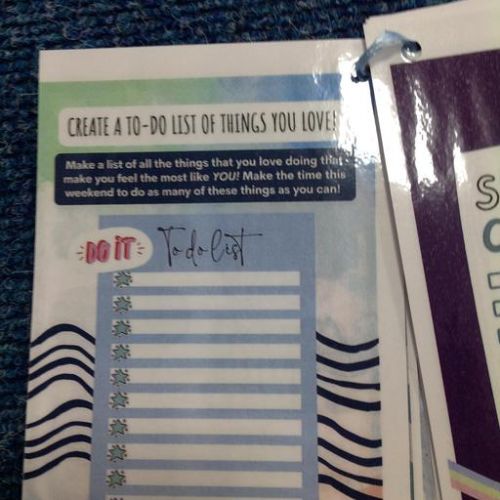 CREATE A TO-DO LIST OF THINGS YOU LOVE!
Make a list of all the things that you love doing that
make you feel the most like YOU! Make the time this
weekend to do as many of these things as you can!
DO iT To do list